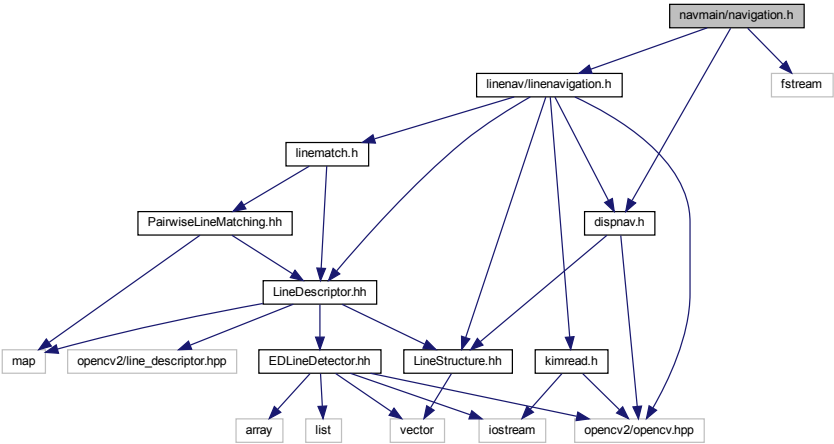 navmain/navigation.h
linenav/linenavigation.h
fstream
linematch.h
PairwiseLineMatching.hh
dispnav.h
LineDescriptor.hh
map
opencv2/line_descriptor.hpp
EDLineDetector.hh
LineStructure.hh
kimread.h
array
list
vector
iostream
opencv2/opencv.hpp